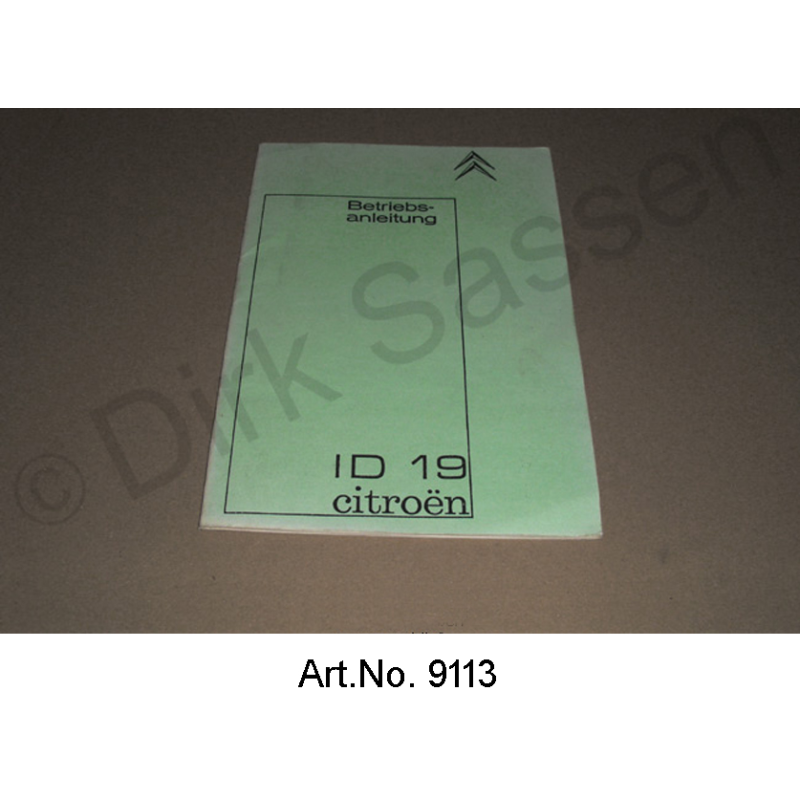 Betriebs-
anleitung
ID 19
citroën
© Dirk Sassen
Art.No. 9113